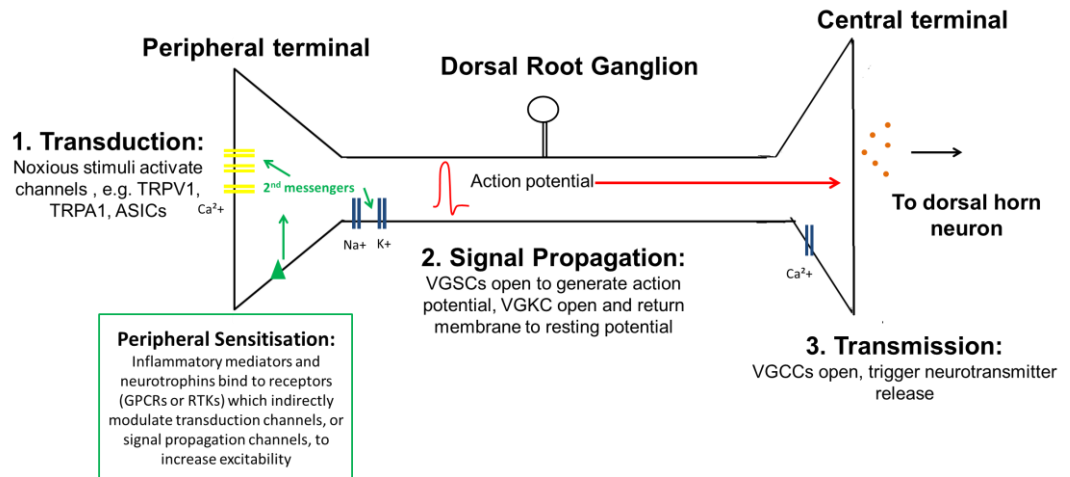 Central terminal
Peripheral terminal
Dorsal Root Ganglion
1. Transduction:
Noxious stimuli activate
channels , e.g. TRPV1,
TRPA1, ASICs
Ca²⁺
2ⁿᵈ messengers
Action potential
To dorsal horn
neuron
Na+ K+
2. Signal Propagation:
VGSCs open to generate action
potential, VGKC open and return
membrane to resting potential
Ca²⁺
3. Transmission:
VGCCs open, trigger neurotransmitter
release
Peripheral Sensitisation:
Inflammatory mediators and
neurotrophins bind to receptors
(GPCRs or RTKs) which indirectly
modulate transduction channels, or
signal propagation channels, to
increase excitability